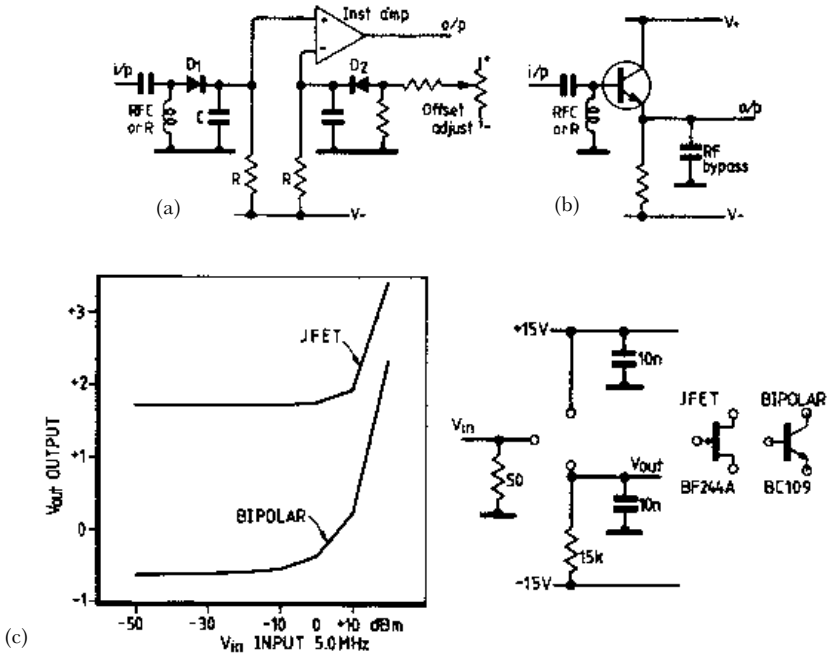 Inst amp
+
-
o/p
i/p
D1
D2
RFC
or R
C
R
R
Offset
adjust
+
-
V-
(a)
V+
i/p
RFC
or R
o/p
RF
bypass
V-
(b)
+3
+2
+1
0
-1
Vout OUTPUT
JFET
BIPOLAR
-50
-30
-10
0
+10
dBm
Vin INPUT 5.0MHz
(c)
+15V
10n
Vin
50
Vout
10n
15k
-15V
JFET
BF244A
BIPOLAR
BC109